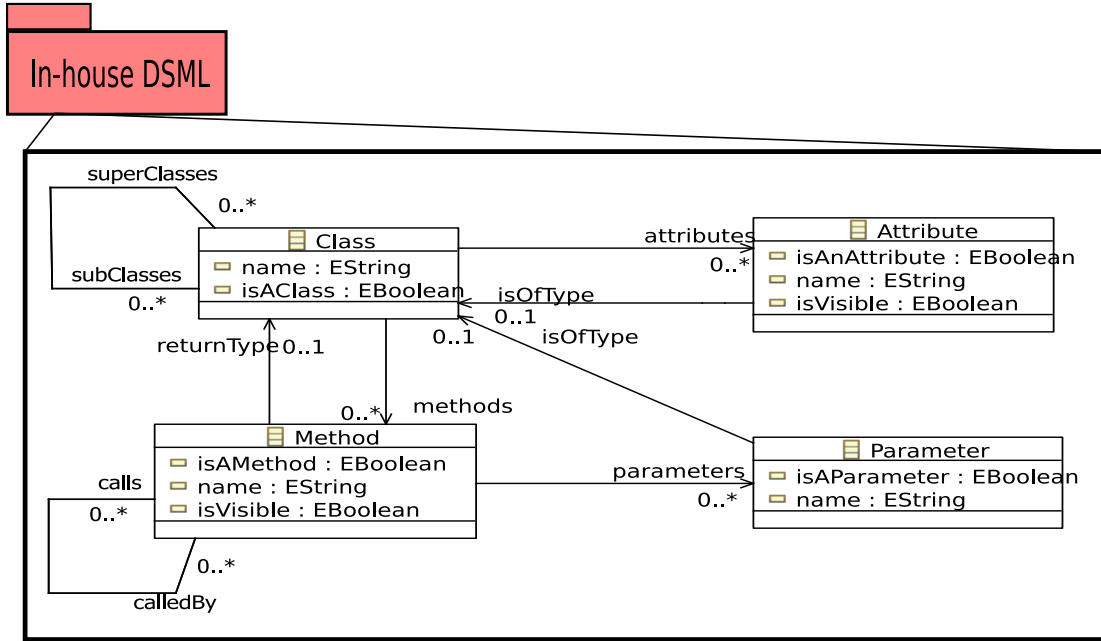 In-house DSML
superClasses
0..*
Class
name : EString
isAClass : EBoolean
subClasses
0..*
attributes
0..*
Attribute
isAnAttribute : EBoolean
name : EString
isVisible : EBoolean
isOfType
0..1
0..1
isOfType
returnType
0..1
0..*
methods
Method
isAMethod : EBoolean
name : EString
isVisible : EBoolean
calls
0..*
0..*
calledBy
parameters
0..*
Parameter
isAParameter : EBoolean
name : EString